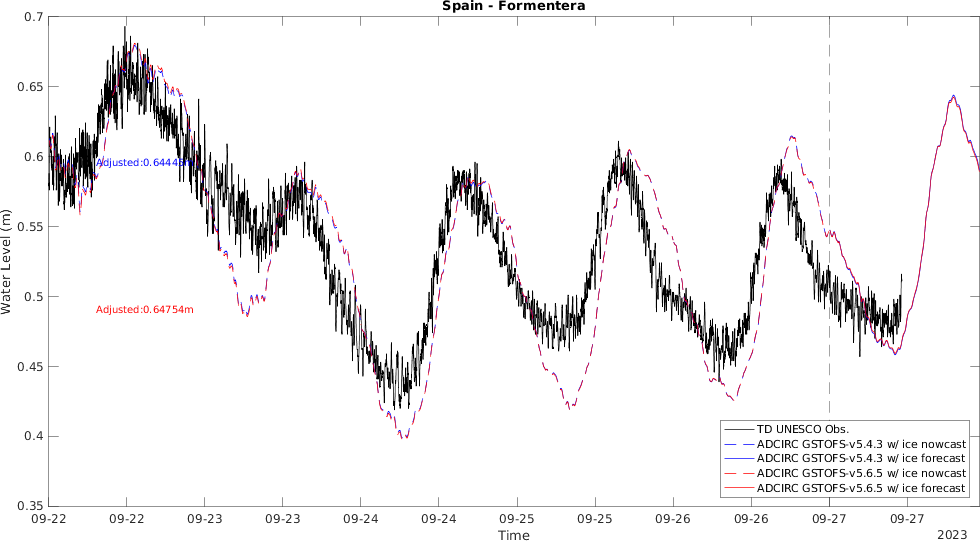 Spain - Formentera
0.7
0.65
0.6
0.55
0.5
0.45
0.4
0.35
Water Level (m)
Adjusted:0.64754m
TD UNESCO Obs.
ADCIRC GSTOFS-v5.4.3 w/ ice nowcast
ADCIRC GSTOFS-v5.4.3 w/ ice forecast
ADCIRC GSTOFS-v5.6.5 w/ ice nowcast
ADCIRC GSTOFS-v5.6.5 w/ ice forecast
09-22 09-22 09-23 09-23 09-24 09-24 09-25 09-25 09-26 09-26 09-27 09-27
Time
2023